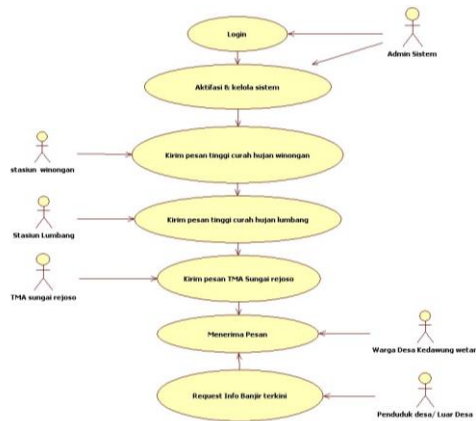 Login
Admin Sistem
Aktifasi & kelola sistem
stasiun winongan
Kirim pesan tinggi curah hujan winongan
Stasiun Lumbang
Kirim pesan tinggi curah hujan lumbang
TMA sungai rejoso
Kirim pesan TMA Sungai rejoso
Menerima Pesan
Warga Desa Kedawung wetan
Request Info Banjir terkini
Penduduk desa/ Luar Desa